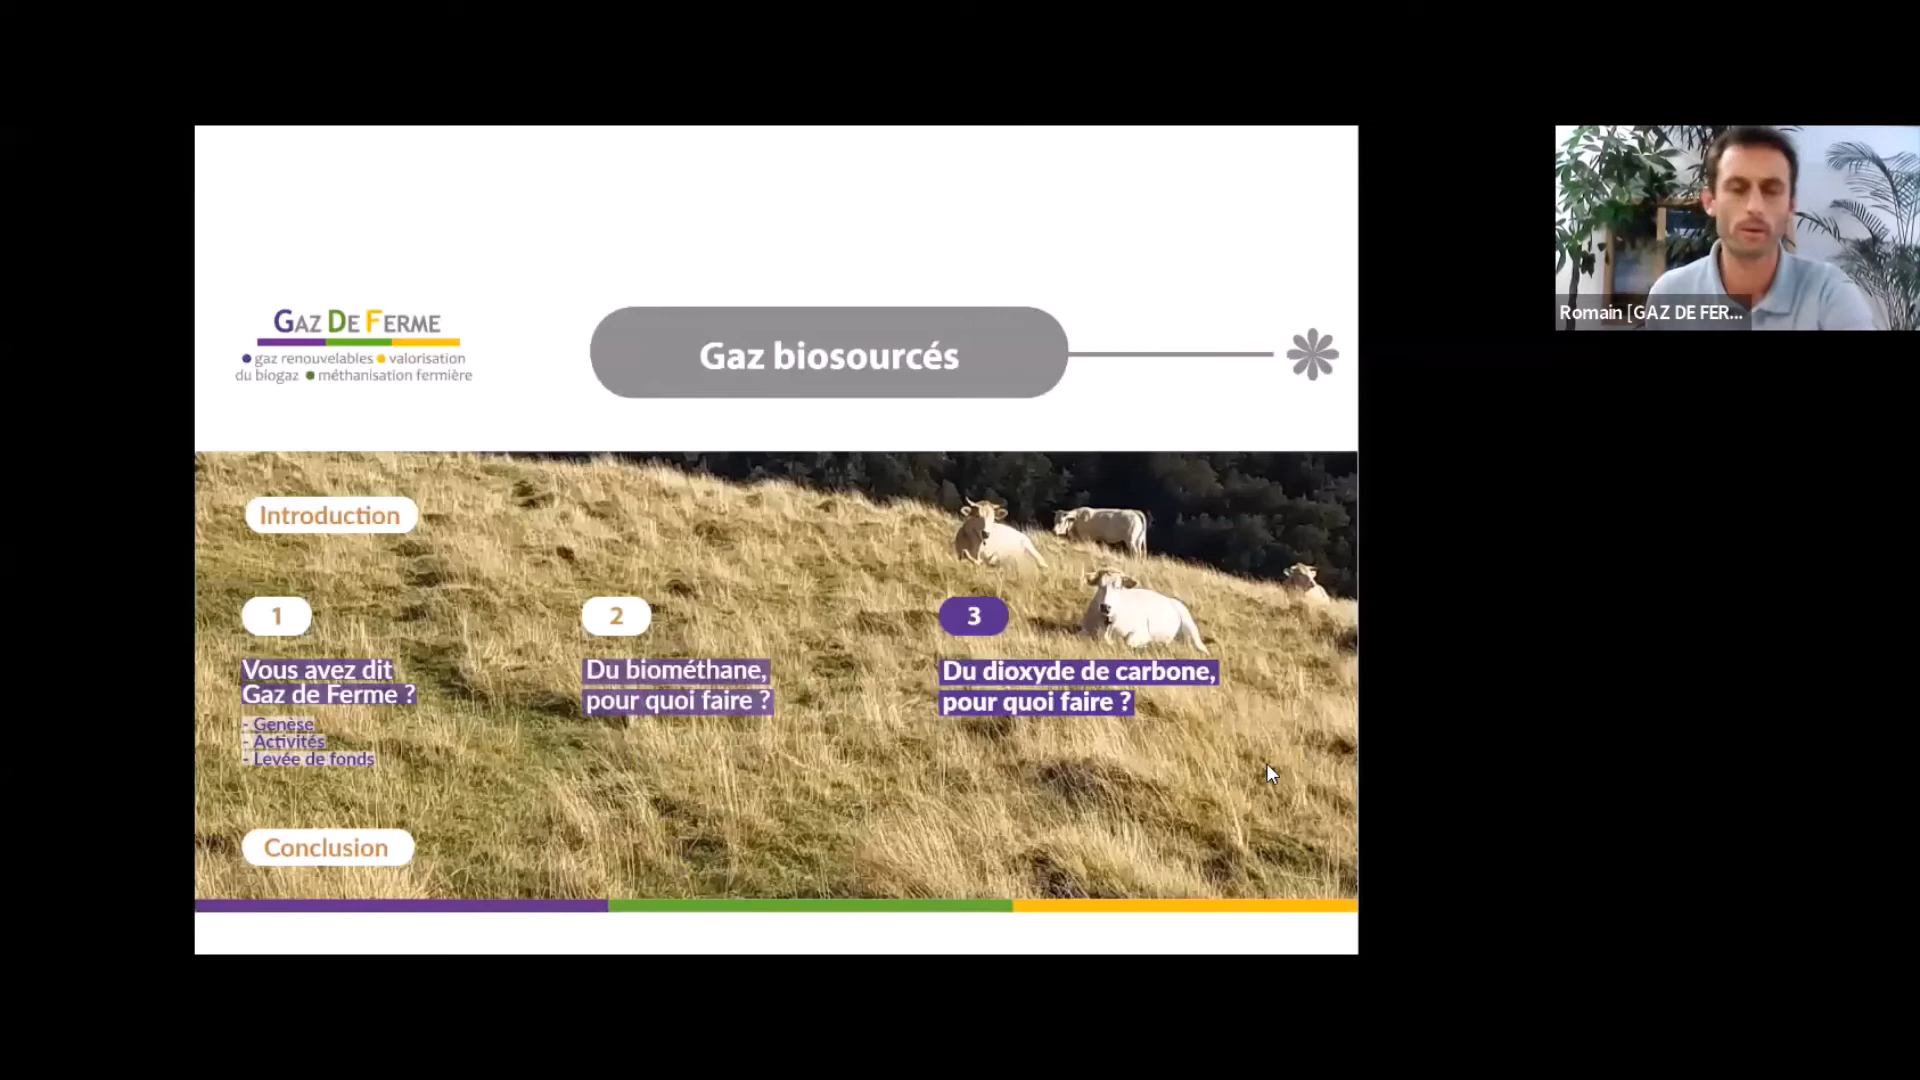 GAZ DE FERME
gaz renouvelables valorisation
du biogaz méthanisation fermière
Gaz biosourcés
Romain [GAZ DE FER...
Introduction
1
Vous avez dit
Gaz de Ferme ?
- Genèse
- Activités
- Levée de fonds
2
Du biométhane,
pour quoi faire ?
3
Du dioxyde de carbone,
pour quoi faire ?
Conclusion